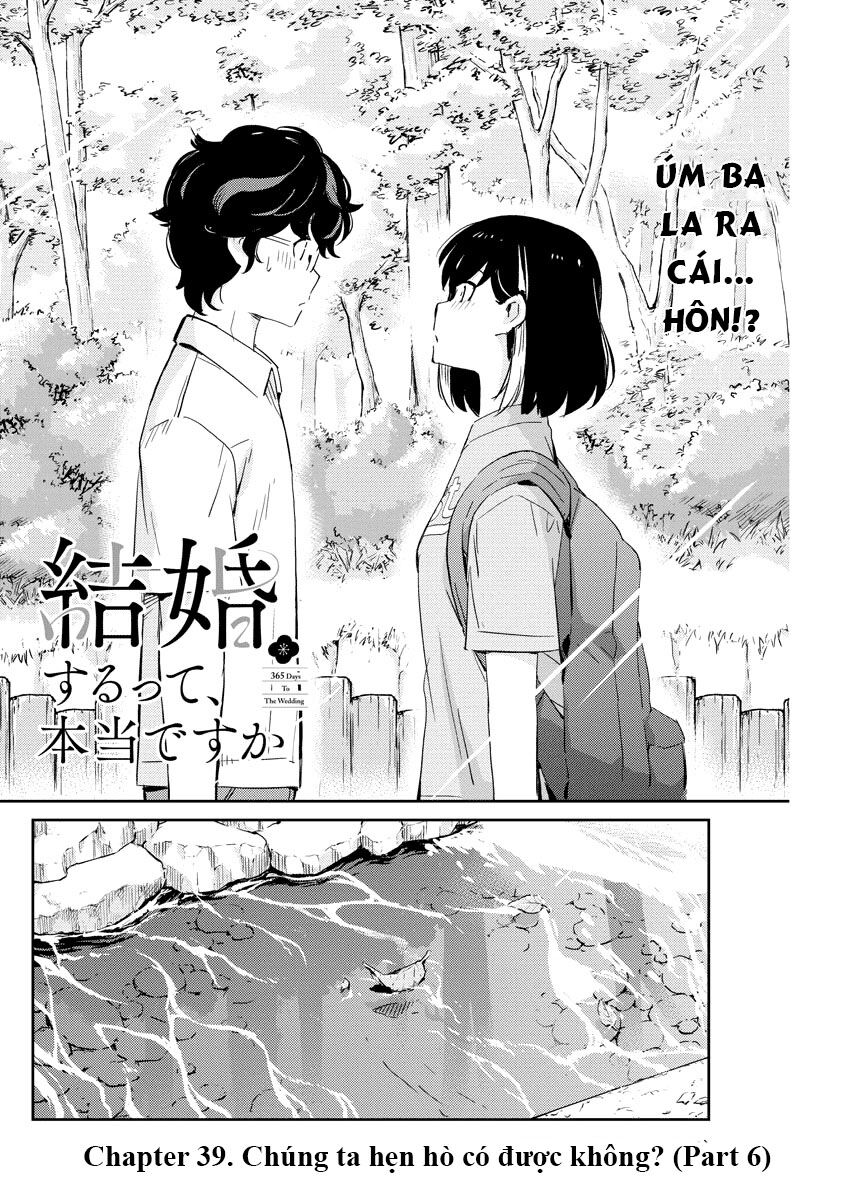 ÚM BA
LA RA
CÁI...
HÔN!?
結婚
するって、
本当ですか
365 Days
To
The Wedding
Chapter 39. Chúng ta hẹn hò có được không? (Part 6)